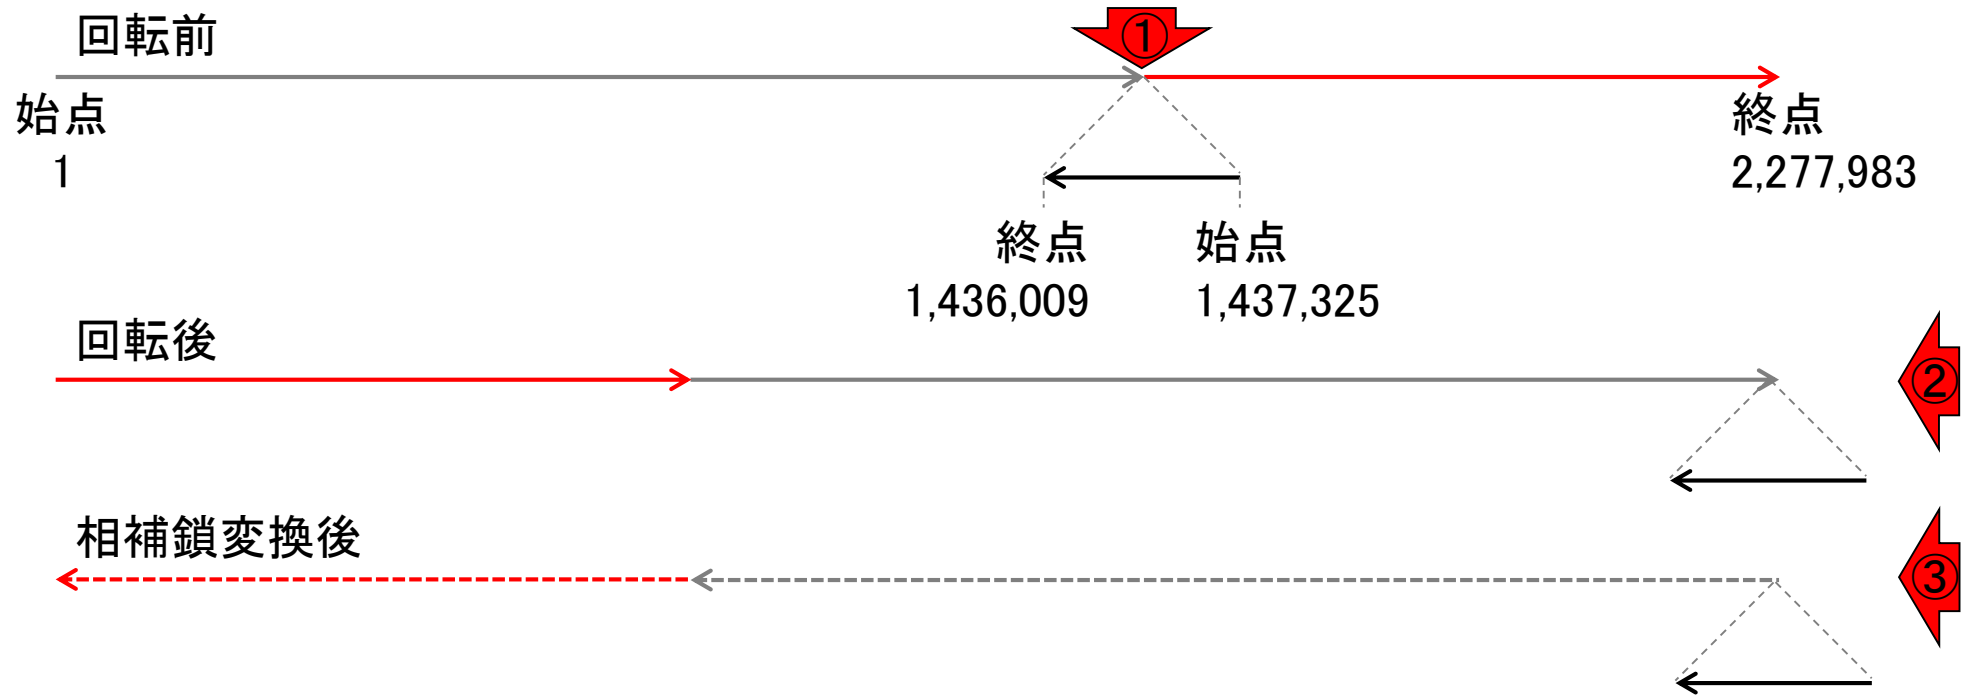 回転前
①
始点
1
終点
2,277,983
終点
1,436,009
始点
1,437,325
回転後
②
相補鎖変換後
③